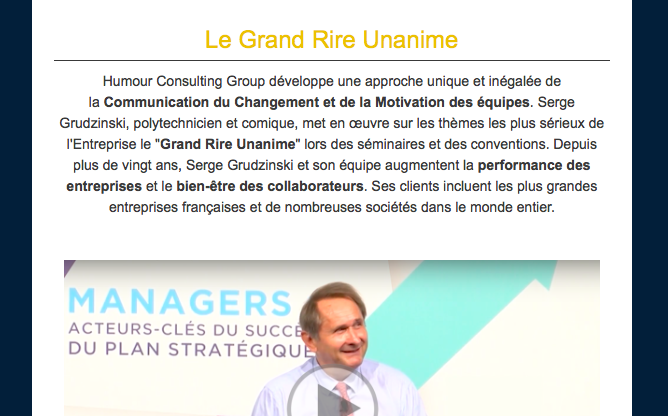 Le Grand Rire Unanime
Humour Consulting Group développe une approche unique et inégalée de
la Communication du Changement et de la Motivation des équipes. Serge
Grudzinski, polytechnicien et comique, met en œuvre sur les thèmes les plus sérieux de
l'Entreprise le "Grand Rire Unanime" lors des séminaires et des conventions. Depuis
plus de vingt ans, Serge Grudzinski et son équipe augmentent la performance des
entreprises et le bien-être des collaborateurs. Ses clients incluent les plus grandes
entreprises françaises et de nombreuses sociétés dans le monde entier.
MANAGERS
ACTEURS-CLÉS DU SUCCE
DU PLAN STRATÉGIQUE